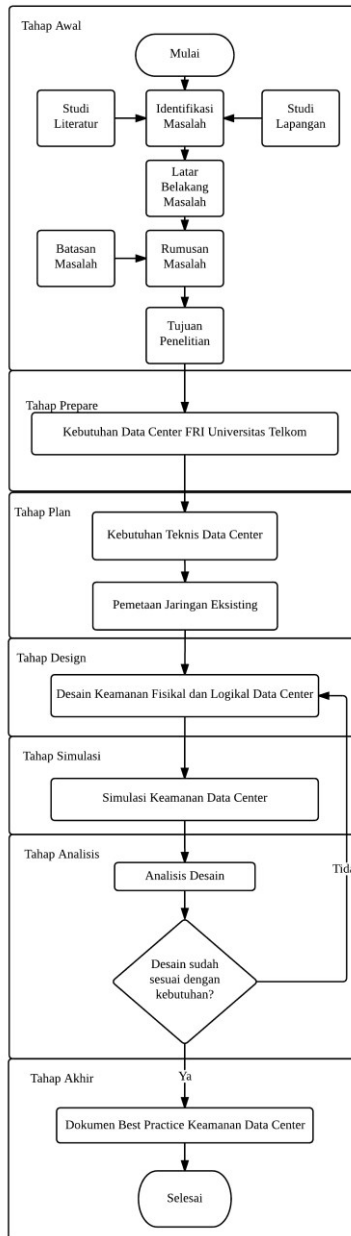 Tahap Awal
Mulai
Studi
Literatur
Identifikasi
Masalah
Studi
Lapangan
Latar
Belakang
Masalah
Batasan
Masalah
Rumusan
Masalah
Tujuan
Penelitian
Tahap Prepare
Kebutuhan Data Center FRI Universitas Telkom
Tahap Plan
Kebutuhan Teknis Data Center
Pemetaan Jaringan Eksisting
Tahap Design
Desain Keamanan Fisikal dan Logikal Data Center
Tahap Simulasi
Simulasi Keamanan Data Center
Tahap Analisis
Analisis Desain
Tida
Desain sudah
sesuai dengan
kebutuhan?
Ya
Tahap Akhir
Dokumen Best Practice Keamanan Data Center
Selesai